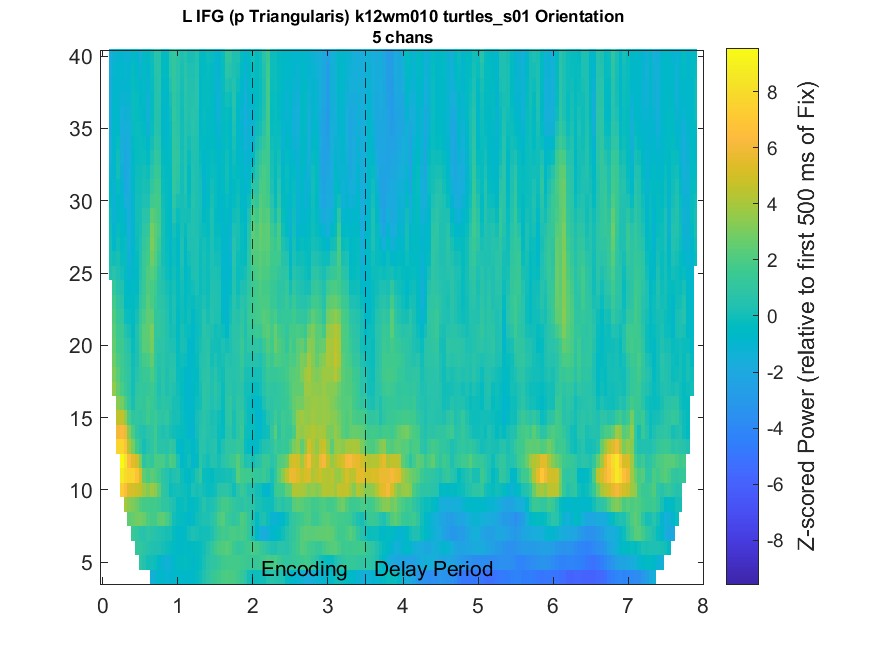 L IFG (p Triangularis) k12wm010 turtles_s01 Orientation
5 chans
40
35
30
25
20
15
10
5
Encoding
Delay Period
0 1 2 3 4 5 6 7 8
8
6
4
2
0
-2
-4
-6
-8
Z-scored Power (relative to first 500 ms of Fix)